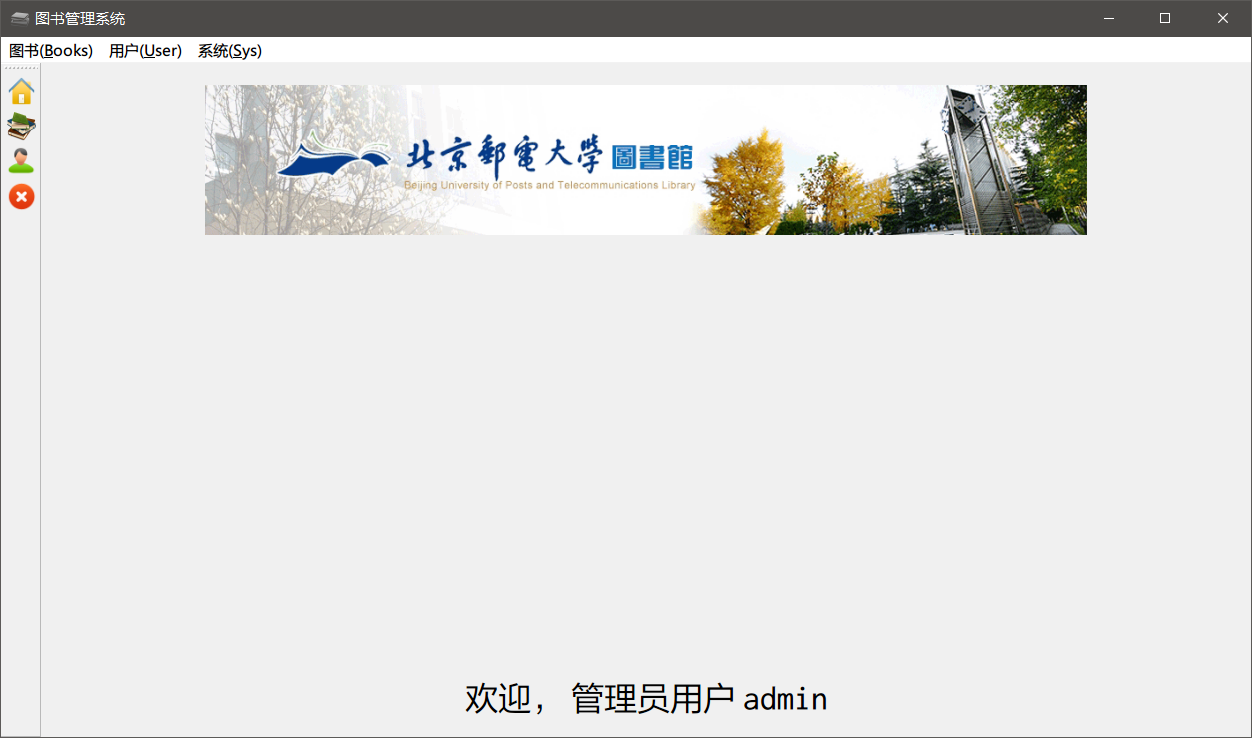 图书管理系统
图书(Books) 用户(User) 系统(Sys)
北京郵電大學圖書館
Beijing University of Posts and Telecommunications Library
欢迎，管理员用户 admin